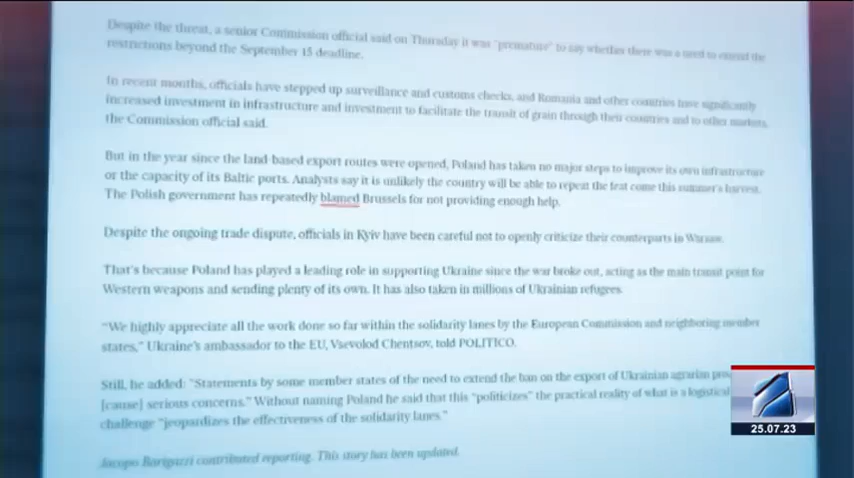 Despite the threat, a senior Commission official said on Thursday it was "premature" to say whether there was a need to extend the
restrictions beyond the September 15 deadline.
In recent months, officials have stepped up surveillance and customs checks, and Romania and other countries have significantly
increased investment in infrastructure and investment to facilitate the transit of grain through their countries and to other markets,
the Commission official said.
But in the year since the land-based export routes were opened, Poland has taken no major steps to improve its own infrastructure
or the capacity of its Baltic ports. Analysts say it is unlikely the country will be able to repeat the feat come this summer's harvest.
The Polish government has repeatedly blamed Brussels for not providing enough help.
Despite the ongoing trade dispute, officials in Kyiv have been careful not to openly criticize their counterparts in Warsaw.
That's because Poland has played a leading role in supporting Ukraine since the war broke out, acting as the main transit point for
Western weapons and sending plenty of its own. It has also taken in millions of Ukrainian refugees.
"We highly appreciate all the work done so far within the solidarity lanes by the European Commission and neighboring member
states," Ukraine's ambassador to the EU, Vsevolod Chentsov, told POLITICO.
Still, he added: "Statements by some member states of the need to extend the ban on the export of Ukrainian agrarian
[cause] serious concerns." Without naming Poland he said that this "politicizes" the practical reality of what is a logistical
challenge "jeopardizes the effectiveness of the solidarity lanes."
Jacopo Barigazzi contributed reporting. This story has been updated.
25.07.23